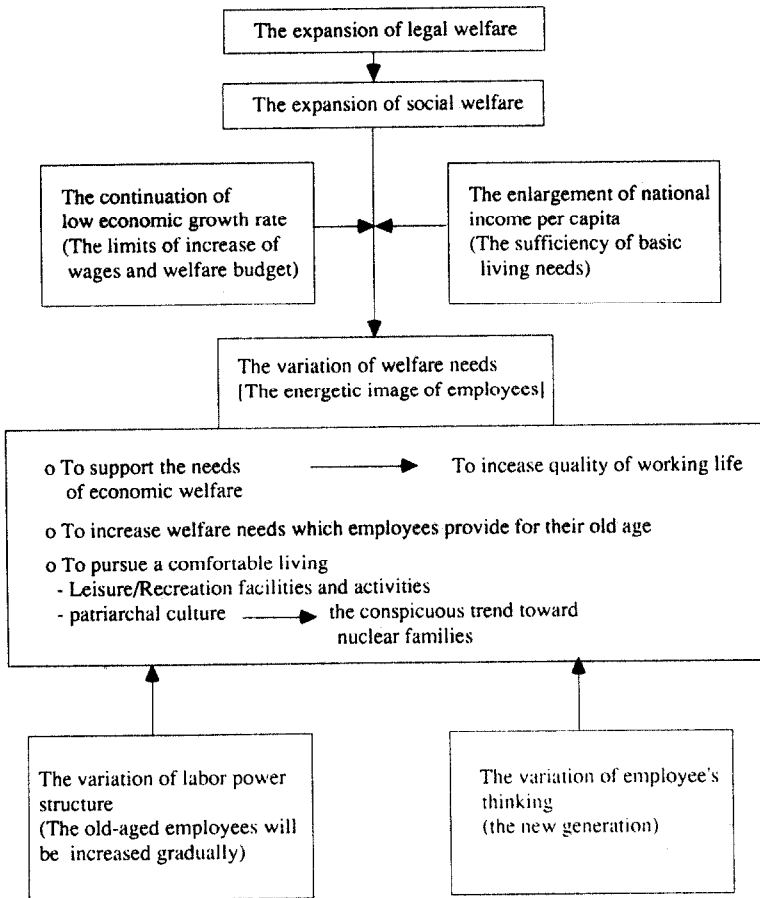 The expansion of legal welfare
The expansion of social welfare
The continuation of
low economic growth rate
(The limits of increase of
wages and welfare budget)
The enlargement of national
income per capita
(The sufficiency of basic
living needs)
The variation of welfare needs
[The energetic image of employees]
o To support the needs
of economic welfare
To incease quality of working life
o To increase welfare needs which employees provide for their old age
o To pursue a comfortable living
- Leisure/Recreation facilities and activities
- patriarchal culture
the conspicuous trend toward
nuclear families
The variation of labor power
structure
(The old-aged employees will
be increased gradually)
The variation of employee's
thinking
(the new generation)